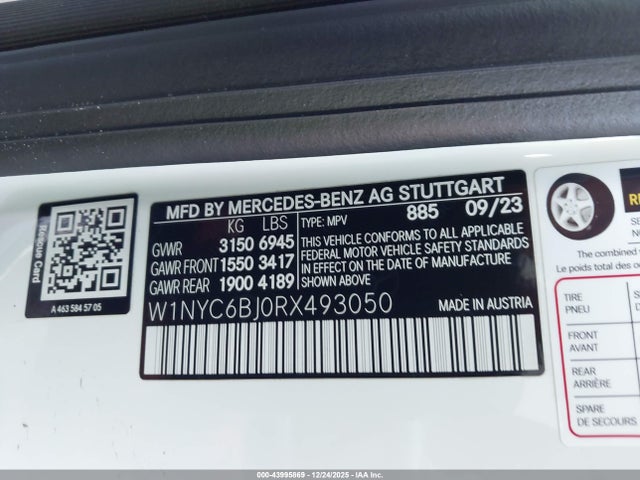 Rescue Card
A 463 584 57 05
MFD BY MERCEDES-BENZ AG STUTTGART
KG LBS TYPE: MPV 885 09/23
GVWR 3150 6945
GAWR FRONT 1550 3417
GAWR REAR 1900 4189
THIS VEHICLE CONFORMS TO ALL APPLICABLE
FEDERAL MOTOR VEHICLE SAFETY STANDARDS
IN EFFECT ON THE DATE OF MANUFACTURE
SHOWN ABOVE
W1NYC6BJ0RX493050 MADE IN AUSTRIA
The combined
Le poids total des
TIRE
PNEU
FRONT
AVANT
REAR
ARRIÈRE
SPARE
DE SECOURS
000-43995869 - 12/24/2025 - IAA Inc.